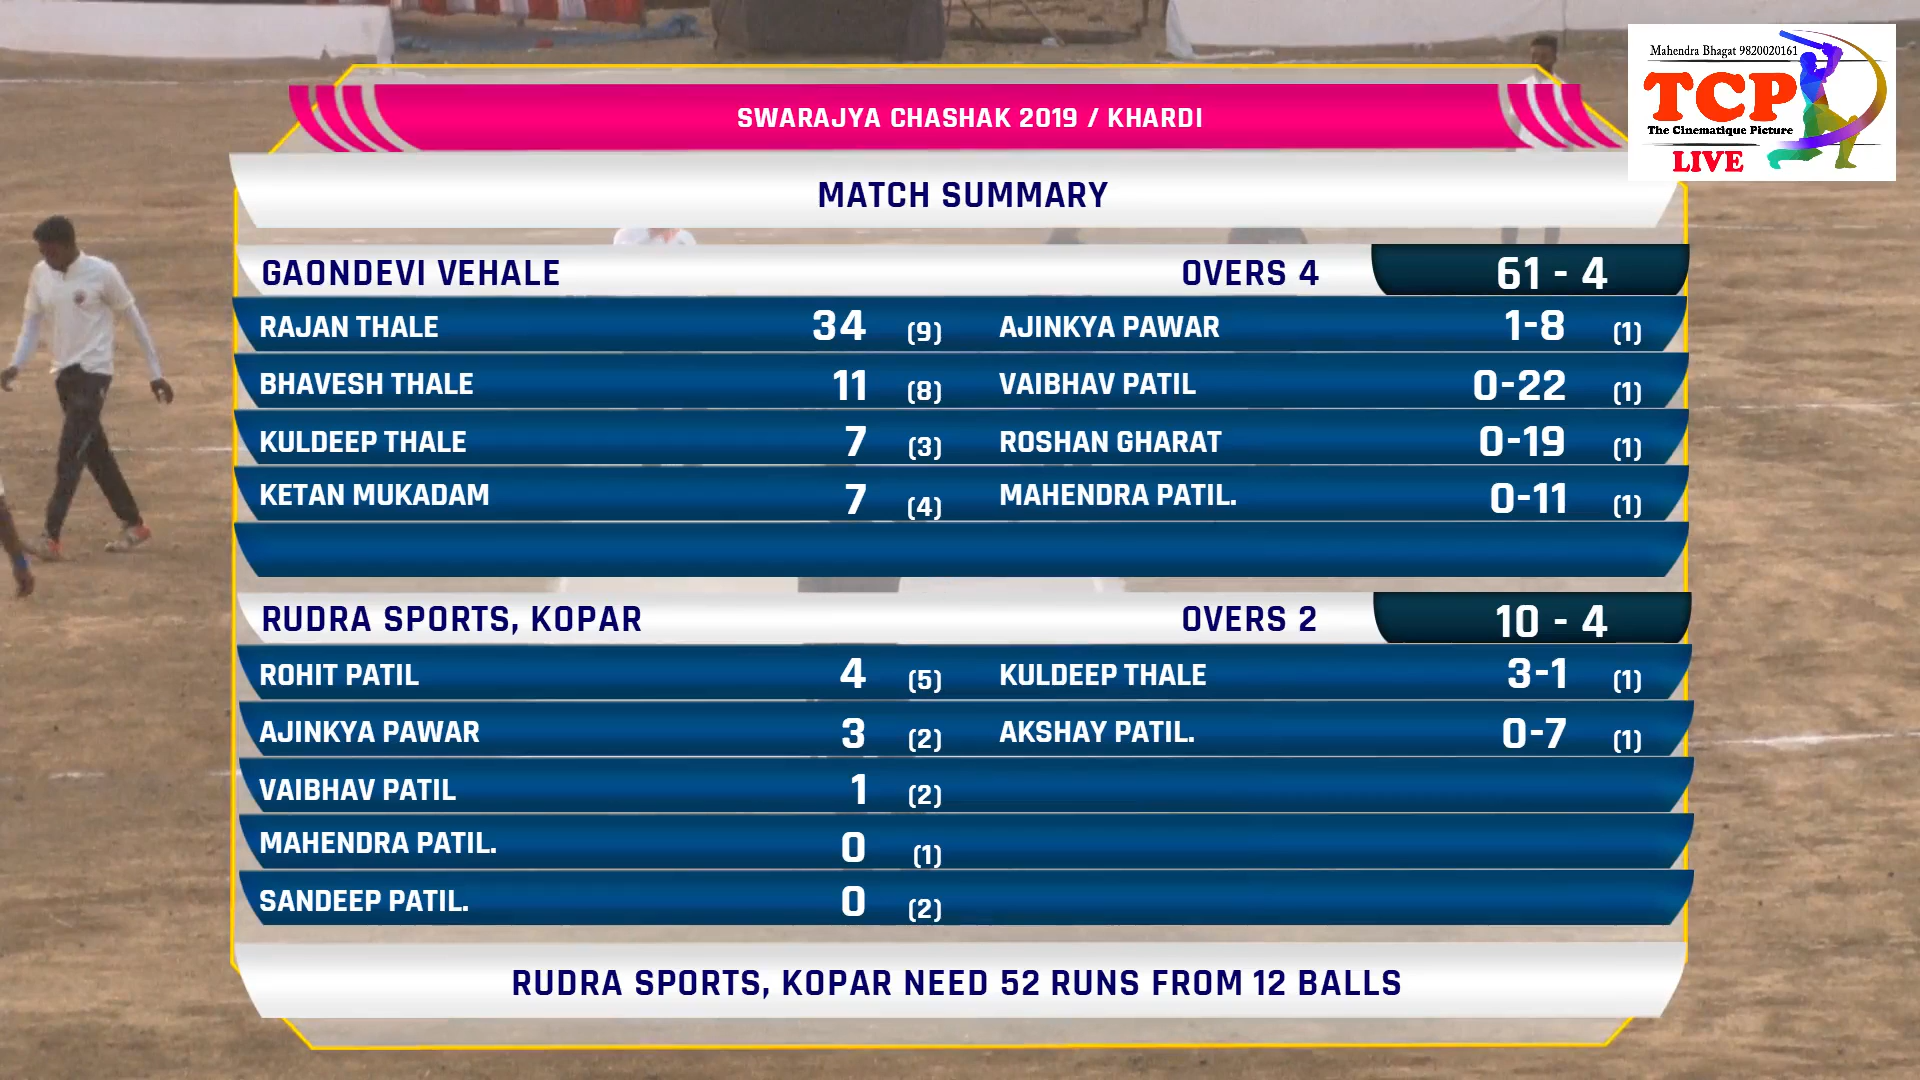 Mahendra Bhagat 9820020161
TCP
The Cinematique Picture
LIVE
SWARAJYA CHASHAK 2019 / KHARDI
MATCH SUMMARY
GAONDEVI VEHALE OVERS 4 61 - 4
RAJAN THALE 34 (9) AJINKYA PAWAR 1-8 (1)
BHAVESH THALE 11 (8) VAIBHAV PATIL 0-22 (1)
KULDEEP THALE 7 (3) ROSHAN GHARAT 0-19 (1)
KETAN MUKADAM 7 (4) MAHENDRA PATIL. 0-11 (1)
RUDRA SPORTS, KOPAR OVERS 2 10 - 4
ROHIT PATIL 4 (5) KULDEEP THALE 3-1 (1)
AJINKYA PAWAR 3 (2) AKSHAY PATIL. 0-7 (1)
VAIBHAV PATIL 1 (2)
MAHENDRA PATIL. 0 (1)
SANDEEP PATIL. 0 (2)
RUDRA SPORTS, KOPAR NEED 52 RUNS FROM 12 BALLS